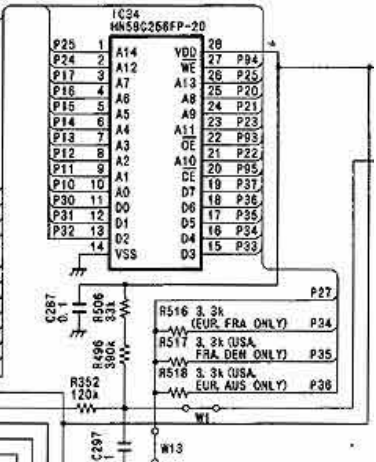 IC34
HN58C256FP-20
P25 1 A14 VDD 28
P24 2 A12 WE 27 P94
P17 3 A7 A13 26 P25
P16 4 A6 A8 25 P20
P15 5 A5 A9 24 P21
P14 6 A4 A11 23 P23
P13 7 A3 OE 22 P93
P12 8 A2 A10 21 P22
P11 9 A1 CE 20 P95
P10 10 A0 D7 19 P37
P30 11 D0 D6 18 P36
P31 12 D1 D5 17 P35
P32 13 D2 D4 16 P34
14 VSS D3 15 P33
P27
C287
0.1
R506
33k
R496
390k
R516 3.3k
(EUR, FRA ONLY) P34
R517 3.3k (USA,
FRA, DEN ONLY) P35
R518 3.3k (USA,
EUR, AUS ONLY) P36
R352
120k
W1
C297
W13